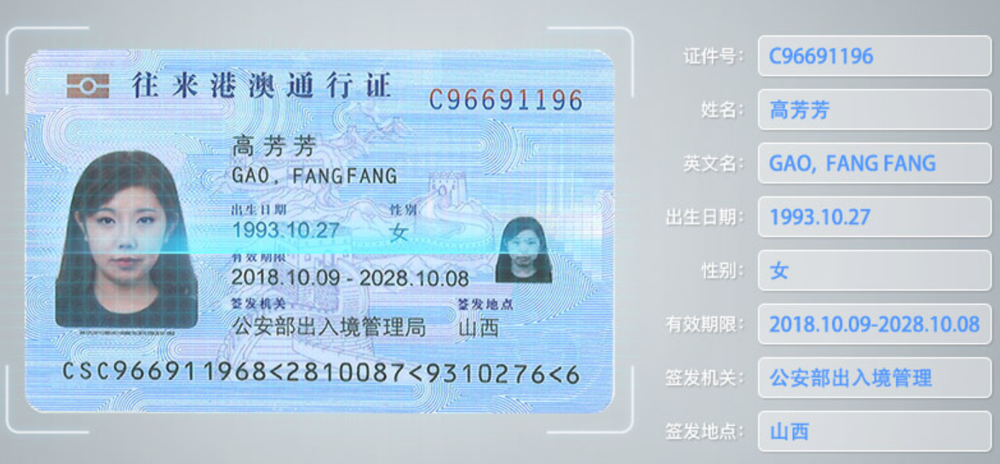 往来港澳通行证
C96691196
高芳芳
GAO, FANGFANG
出生日期 性别
1993.10.27 女
有效期限
2018.10.09 - 2028.10.08
签发机关 签发地点
公安部出入境管理局 山西
CSC966911968<2810087<9310276<6
证件号: C96691196
姓名: 高芳芳
英文名: GAO, FANG FANG
出生日期: 1993.10.27
性别: 女
有效期限: 2018.10.09-2028.10.08
签发机关: 公安部出入境管理
签发地点: 山西